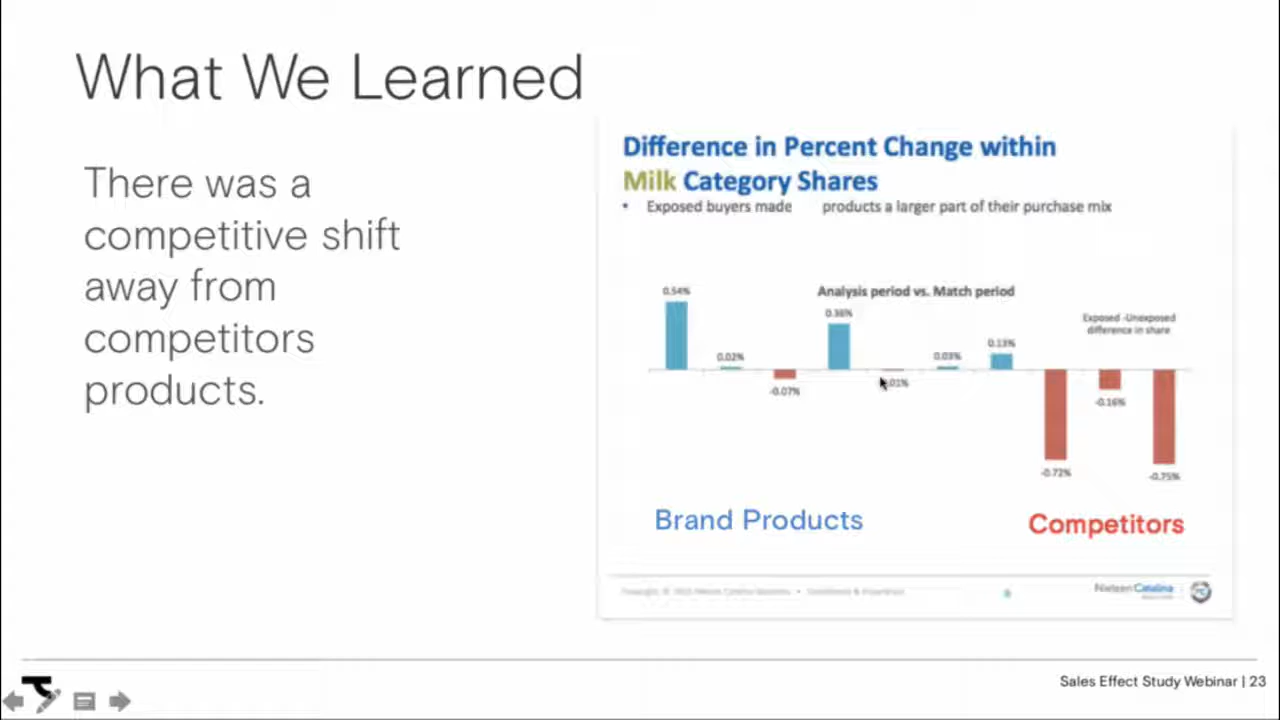 What We Learned
There was a
competitive shift
away from
competitors
products.
Difference in Percent Change within
Milk Category Shares
• Exposed buyers made products a larger part of their purchase mix
Analysis period vs. Match period
Exposed -Unexposed
difference in share
0.54%
0.02%
-0.07%
0.36%
.01%
0.03%
0.13%
-0.72%
-0.16%
-0.75%
Brand Products
Competitors
Nielsen Catalina
Sales Effect Study Webinar | 23